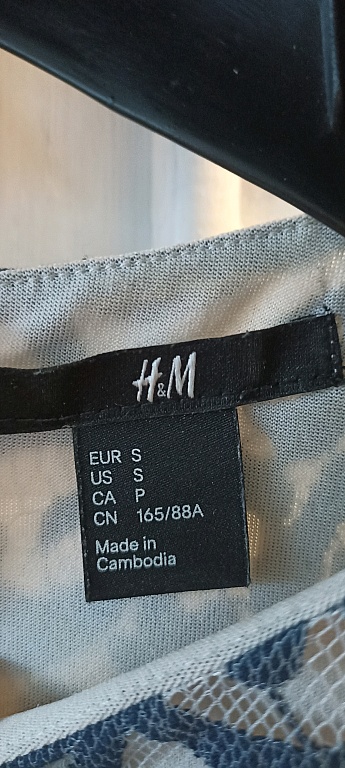 H&M
EUR S
US S
CA P
CN 165/88A
Made in
Cambodia